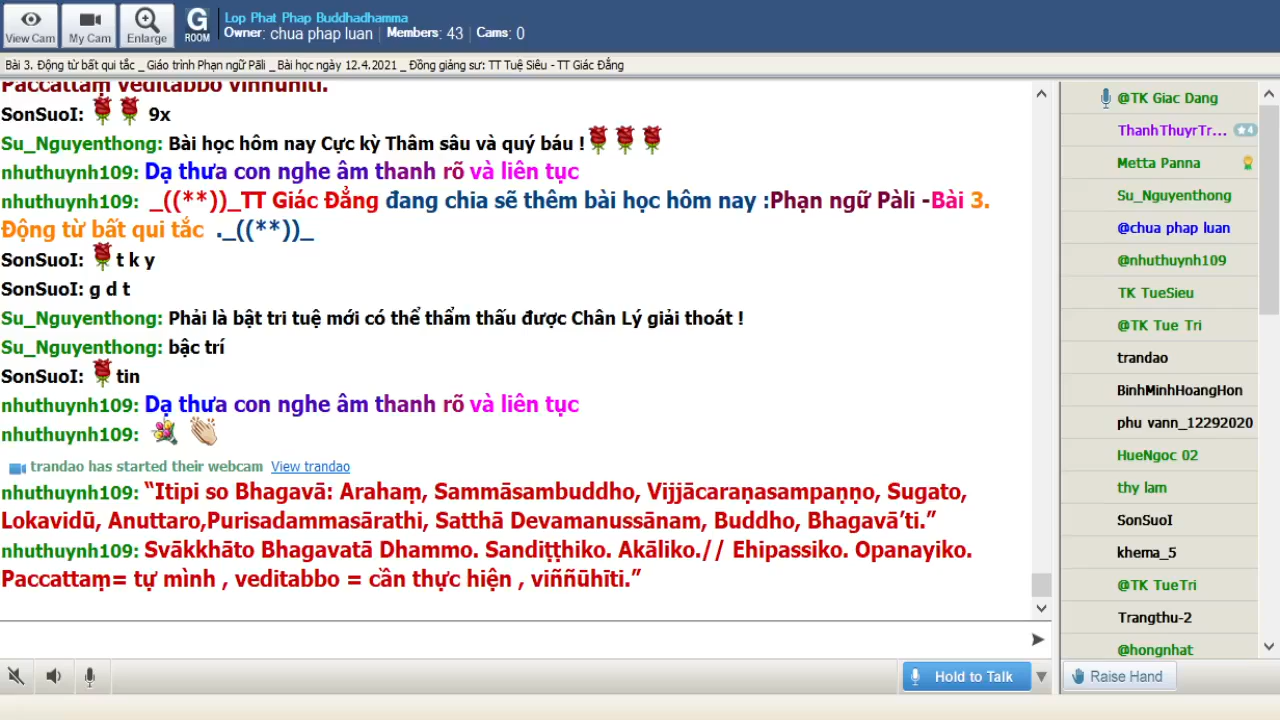 View Cam
My Cam
Enlarge
G
ROOM
Lop Phat Phap Buddhadhamma
Owner: chua phap luan | Members: 43 | Cams: 0
Bài 3. Động từ bất qui tắc _ Giáo trình Phạn ngữ Pāli _ Bài học ngày 12.4.2021 _ Đồng giảng sư: TT Tuệ Siêu - TT Giác Đẳng
Paccattaṃ veditabbo viññūhīti.
SonSuoI: 9x
Su_Nguyenthong: Bài học hôm nay Cực kỳ Thâm sâu và quý báu !
nhuthuynh109: Dạ thưa con nghe âm thanh rõ và liên tục
nhuthuynh109: _((**))_TT Giác Đẳng đang chia sẽ thêm bài học hôm nay :Phạn ngữ Pàli -Bài 3.
Động từ bất qui tắc ._((**))_
SonSuoI: t k y
SonSuoI: g d t
Su_Nguyenthong: Phải là bật tri tuệ mới có thể thẩm thấu được Chân Lý giải thoát !
Su_Nguyenthong: bậc trí
SonSuoI: tin
nhuthuynh109: Dạ thưa con nghe âm thanh rõ và liên tục
nhuthuynh109:
trandao has started their webcam View trandao
nhuthuynh109: “Itipi so Bhagavā: Arahaṃ, Sammāsambuddho, Vijjācaraṇasampaṇṇo, Sugato,
Lokavidū, Anuttaro,Purisadammasārathi, Satthā Devamanussānam, Buddho, Bhagavā’ti.”
nhuthuynh109: Svākkhāto Bhagavatā Dhammo. Sandiṭṭhiko. Akāliko.// Ehipassiko. Opanayiko.
Paccattaṃ= tự mình , veditabbo = cần thực hiện , viññūhīti.”
Hold to Talk
@TK Giac Dang
ThanhThuyrTr... 4
Metta Panna
Su_Nguyenthong
@chua phap luan
@nhuthuynh109
TK TueSieu
@TK Tue Tri
trandao
BinhMinhHoangHon
phu vann_12292020
HueNgoc 02
thy lam
SonSuoI
khema_5
@TK TueTri
Trangthu-2
@hongnhat
Raise Hand